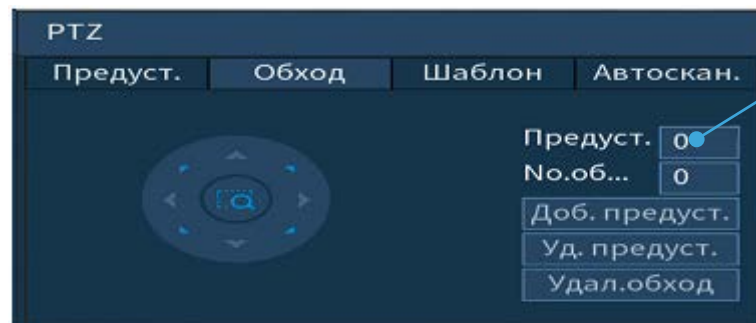 PTZ
Предуст. Обход Шаблон Автоскан.
Предуст. 0
No.об... 0
Доб. предуст.
Уд. предуст.
Удал.обход